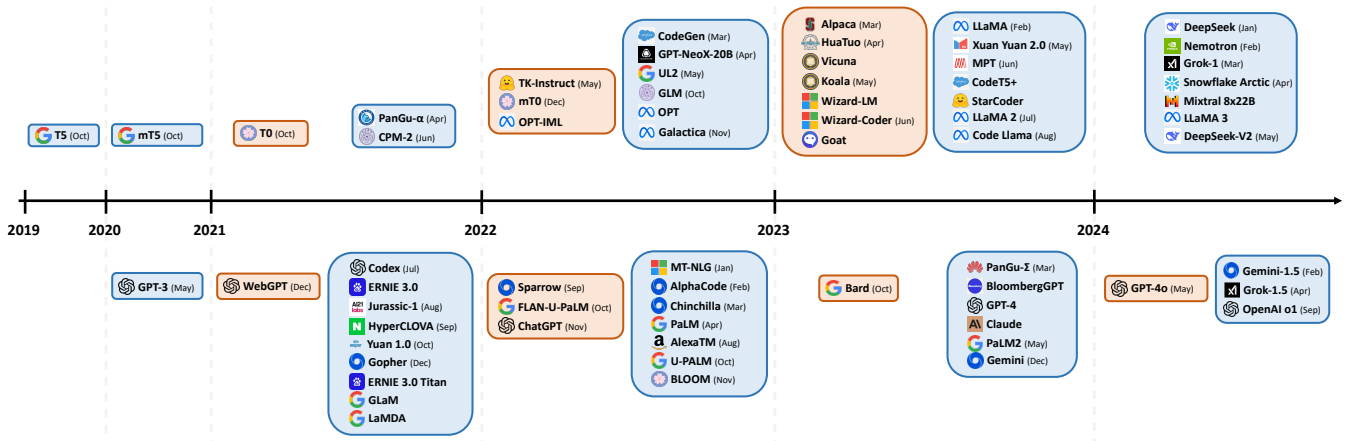 T5 (Oct)
mT5 (Oct)
T0 (Oct)
PanGu-α (Apr)
CPM-2 (Jun)
TK-Instruct (May)
mT0 (Dec)
OPT-IML
CodeGen (Mar)
GPT-NeoX-20B (Apr)
UL2 (May)
GLM (Oct)
OPT
Galactica (Nov)
Alpaca (Mar)
HuaTuo (Apr)
Vicuna
Koala (May)
Wizard-LM
Wizard-Coder (Jun)
Goat
LLaMA (Feb)
Xuan Yuan 2.0 (May)
MPT (Jun)
CodeT5+
StarCoder
LLaMA 2 (Jul)
Code Llama (Aug)
DeepSeek (Jan)
Nemotron (Feb)
Grok-1 (Mar)
Snowflake Arctic (Apr)
Mixtral 8x22B
LLaMA 3
DeepSeek-V2 (May)
2019
2020
2021
2022
2023
2024
GPT-3 (May)
WebGPT (Dec)
Codex (Jul)
ERNIE 3.0
AI21 labs Jurassic-1 (Aug)
HyperCLOVA (Sep)
Yuan 1.0 (Oct)
Gopher (Dec)
ERNIE 3.0 Titan
GLaM
LaMDA
Sparrow (Sep)
FLAN-U-PaLM (Oct)
ChatGPT (Nov)
MT-NLG (Jan)
AlphaCode (Feb)
Chinchilla (Mar)
PaLM (Apr)
AlexaTM (Aug)
U-PALM (Oct)
BLOOM (Nov)
Bard (Oct)
PanGu-Σ (Mar)
BloombergGPT
GPT-4
Claude
PaLM2 (May)
Gemini (Dec)
GPT-4o (May)
Gemini-1.5 (Feb)
Grok-1.5 (Apr)
OpenAI o1 (Sep)